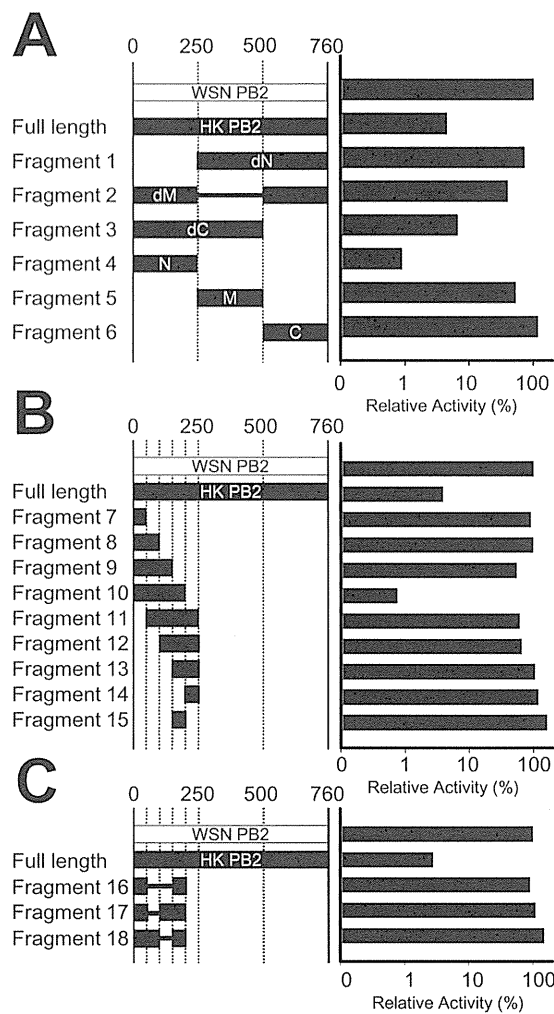 A
0 250 500 760
WSN PB2
Full length HK PB2
Fragment 1 dN
Fragment 2 dM
Fragment 3 dC
Fragment 4 N
Fragment 5 M
Fragment 6 C
0 1 10 100
Relative Activity (%)
B
0 250 500 760
WSN PB2
Full length HK PB2
Fragment 7
Fragment 8
Fragment 9
Fragment 10
Fragment 11
Fragment 12
Fragment 13
Fragment 14
Fragment 15
0 1 10 100
Relative Activity (%)
C
0 250 500 760
WSN PB2
Full length HK PB2
Fragment 16
Fragment 17
Fragment 18
0 1 10 100
Relative Activity (%)